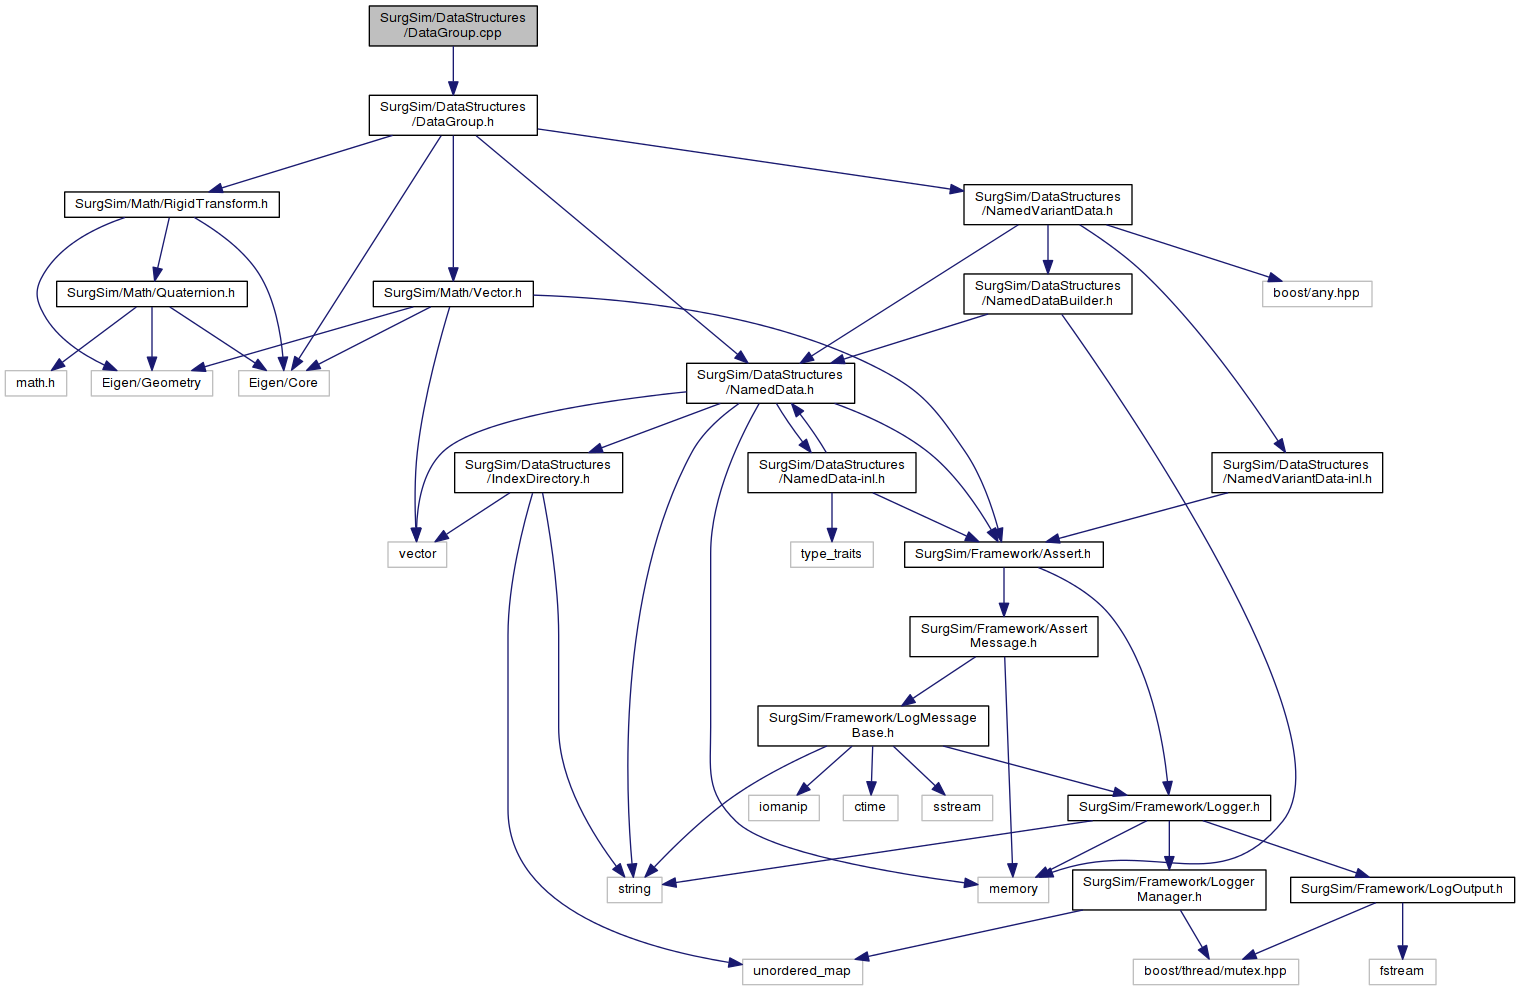 SurgSim/DataStructures
/DataGroup.cpp
SurgSim/DataStructures
/DataGroup.h
SurgSim/Math/RigidTransform.h
SurgSim/DataStructures
/NamedVariantData.h
SurgSim/Math/Quaternion.h
SurgSim/Math/Vector.h
SurgSim/DataStructures
/NamedDataBuilder.h
boost/any.hpp
math.h
Eigen/Geometry
Eigen/Core
SurgSim/DataStructures
/NamedData.h
SurgSim/DataStructures
/IndexDirectory.h
SurgSim/DataStructures
/NamedData-inl.h
SurgSim/DataStructures
/NamedVariantData-inl.h
vector
type_traits
SurgSim/Framework/Assert.h
SurgSim/Framework/Assert
Message.h
SurgSim/Framework/LogMessage
Base.h
iomanip
ctime
sstream
SurgSim/Framework/Logger.h
string
memory
SurgSim/Framework/Logger
Manager.h
SurgSim/Framework/LogOutput.h
unordered_map
boost/thread/mutex.hpp
fstream